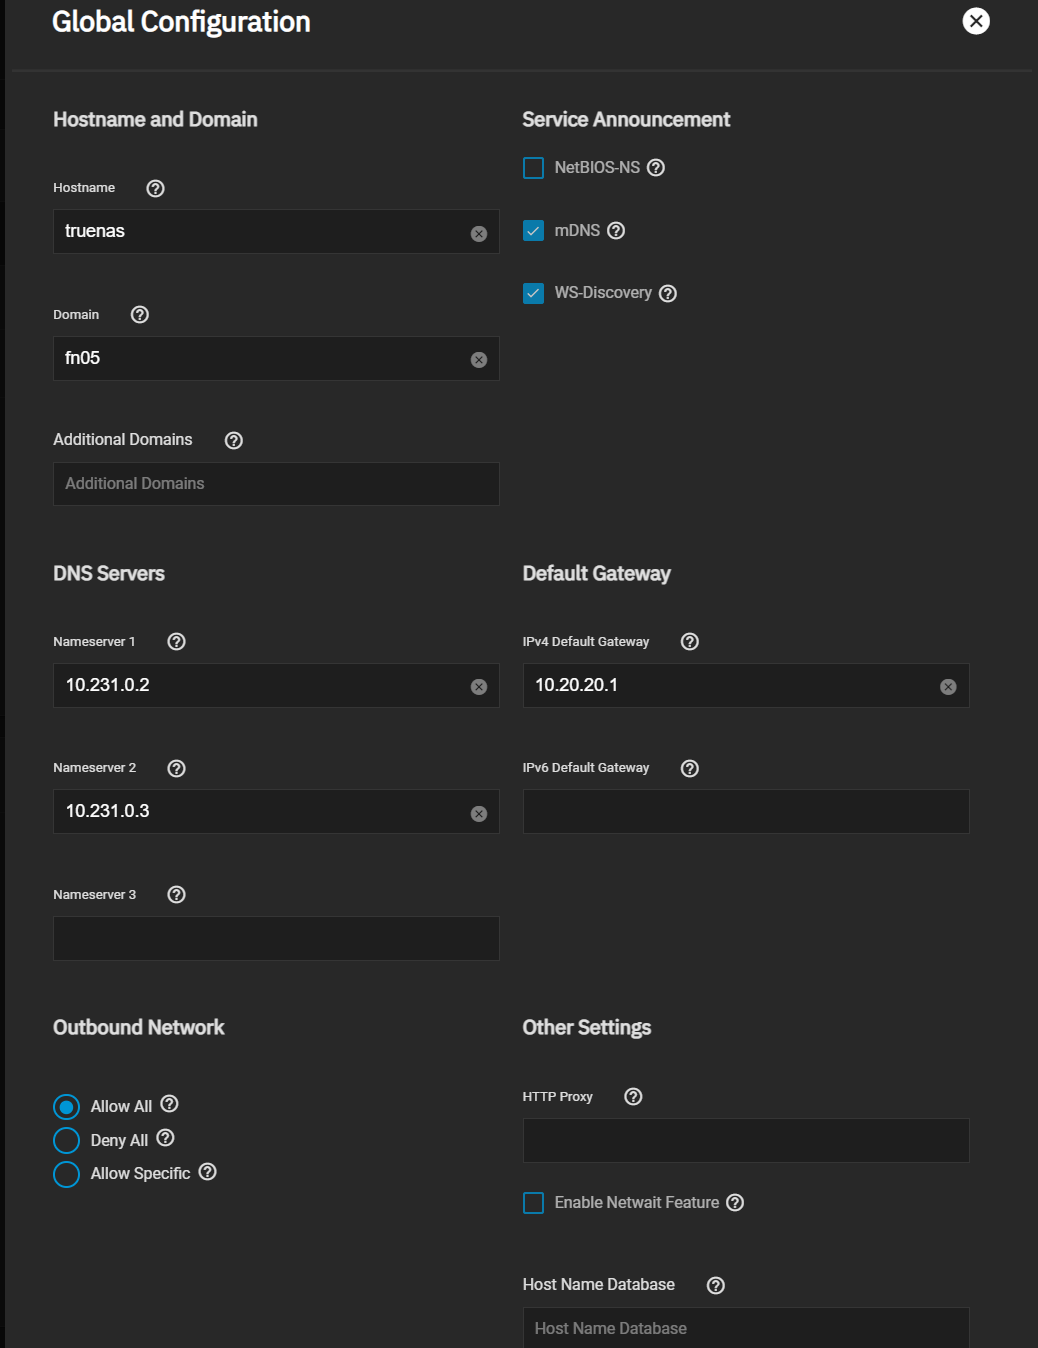 Global Configuration
Hostname and Domain
Hostname
truenas
Domain
fn05
Additional Domains
Additional Domains
Service Announcement
NetBIOS-NS
mDNS
WS-Discovery
DNS Servers
Nameserver 1
10.231.0.2
Nameserver 2
10.231.0.3
Nameserver 3
Default Gateway
IPv4 Default Gateway
10.20.20.1
IPv6 Default Gateway
Outbound Network
Allow All
Deny All
Allow Specific
Other Settings
HTTP Proxy
Enable Netwait Feature
Host Name Database
Host Name Database